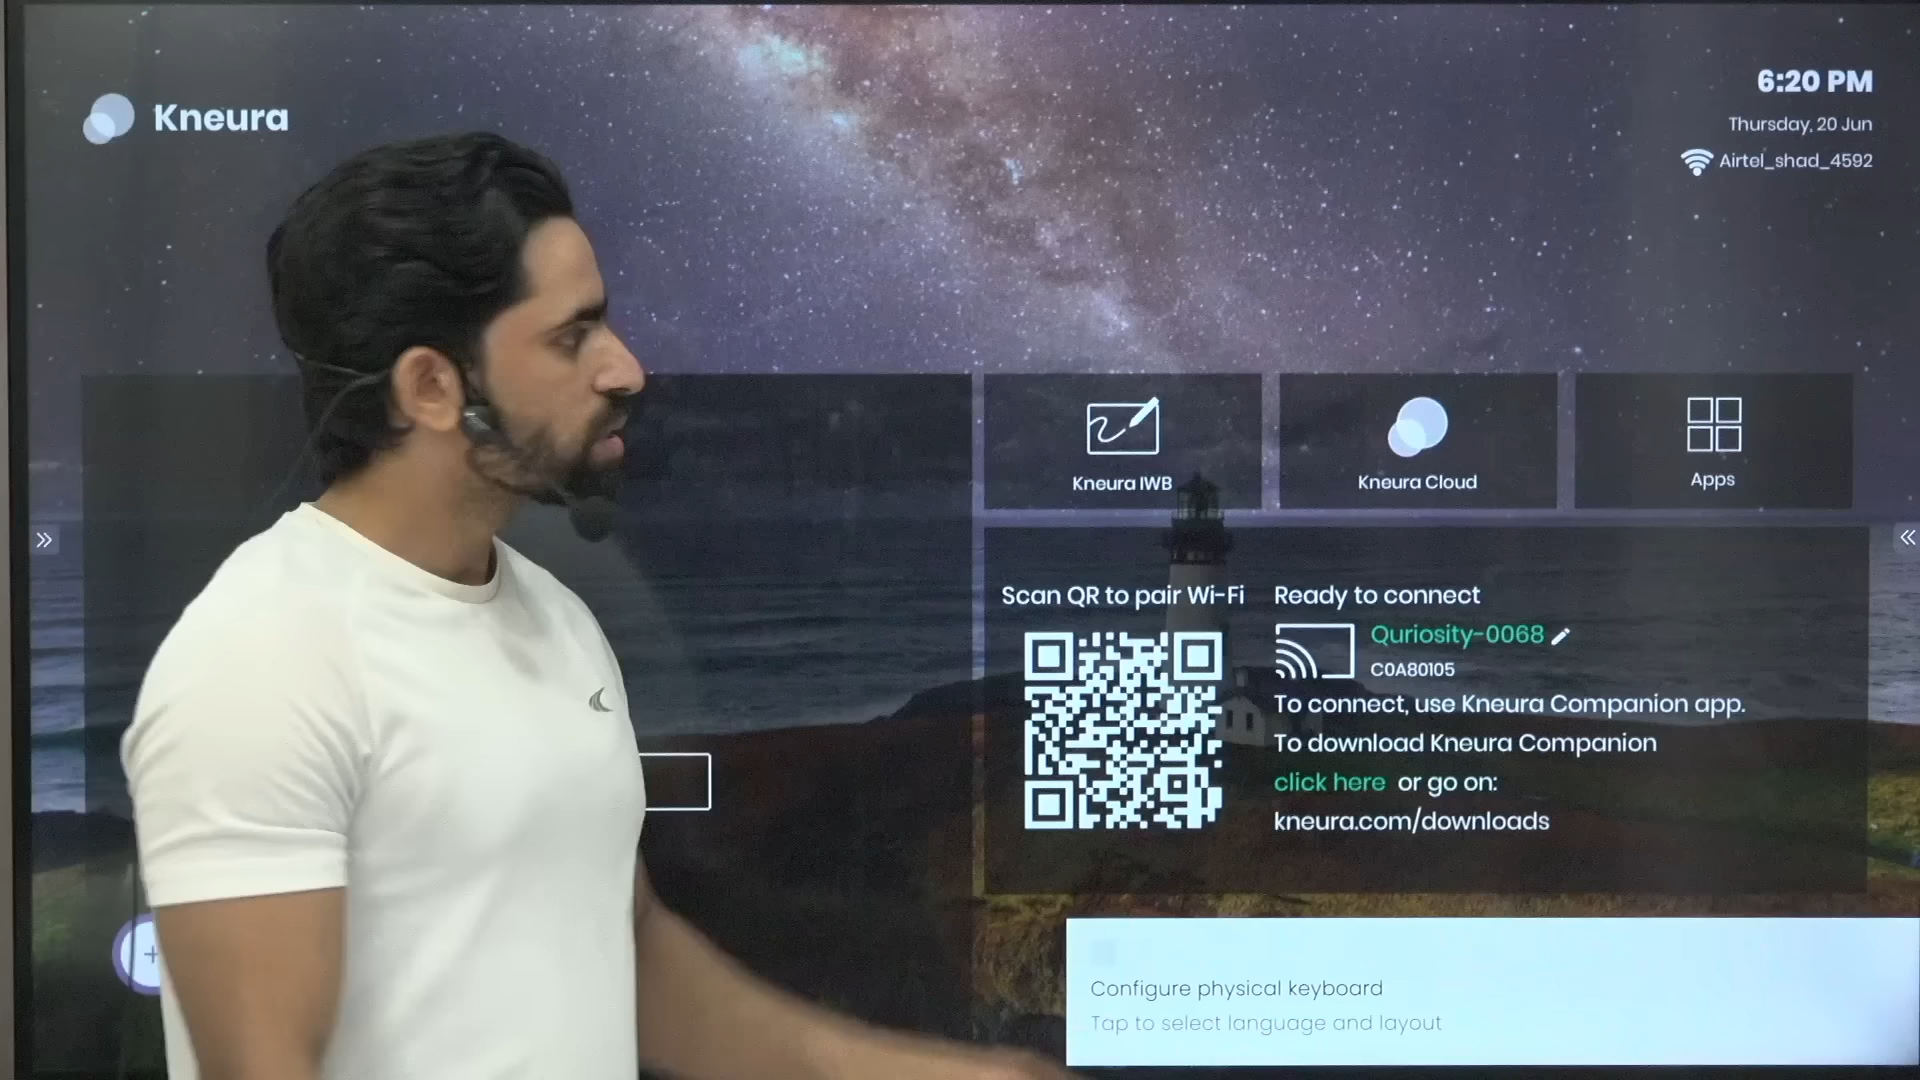 Kneura
6:20 PM
Thursday, 20 Jun
Airtel_shad_4592
Kneura IWB
Kneura Cloud
Apps
Scan QR to pair Wi-Fi
Ready to connect
Quriosity-0068
C0A80105
To connect, use Kneura Companion app.
To download Kneura Companion
click here or go on:
kneura.com/downloads
Configure physical keyboard
Tap to select language and layout